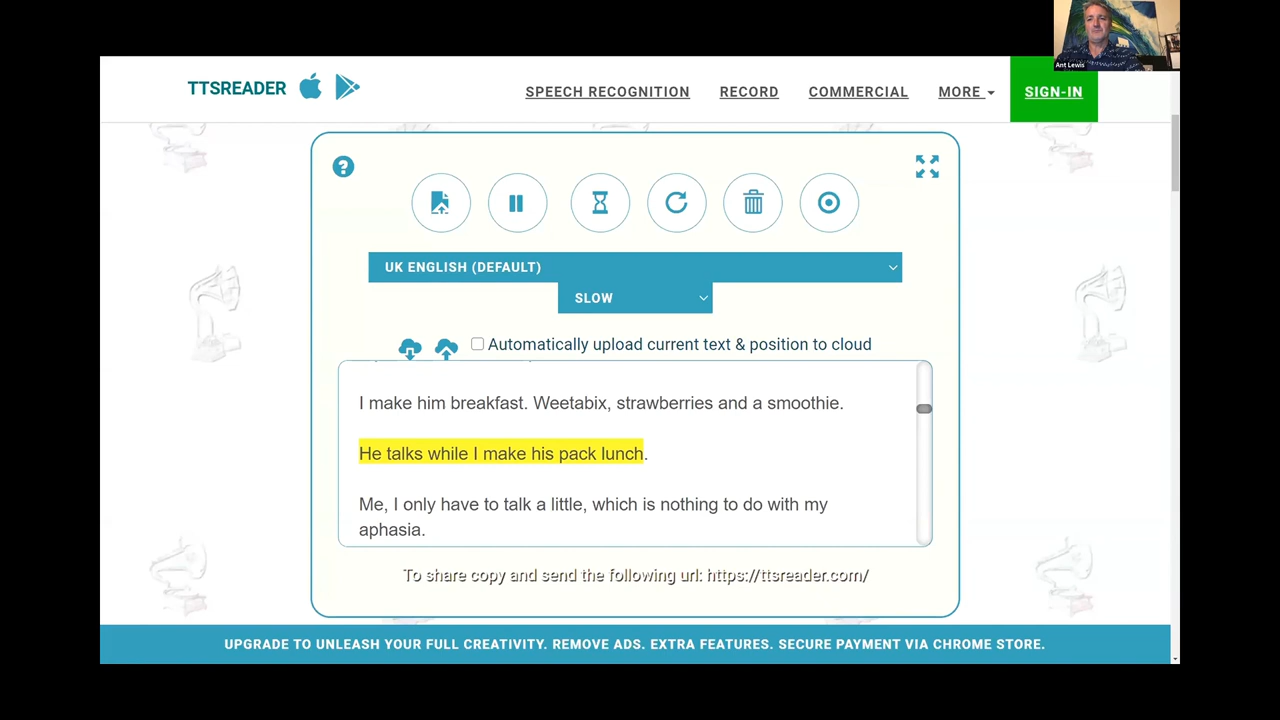 Ant Lewis
TTSREADER
SPEECH RECOGNITION RECORD COMMERCIAL MORE SIGN-IN
?
UK ENGLISH (DEFAULT)
SLOW
Automatically upload current text & position to cloud
I make him breakfast. Weetabix, strawberries and a smoothie.
He talks while I make his pack lunch.
Me, I only have to talk a little, which is nothing to do with my
aphasia.
To share copy and send the following url: https://ttsreader.com/
UPGRADE TO UNLEASH YOUR FULL CREATIVITY. REMOVE ADS. EXTRA FEATURES. SECURE PAYMENT VIA CHROME STORE.